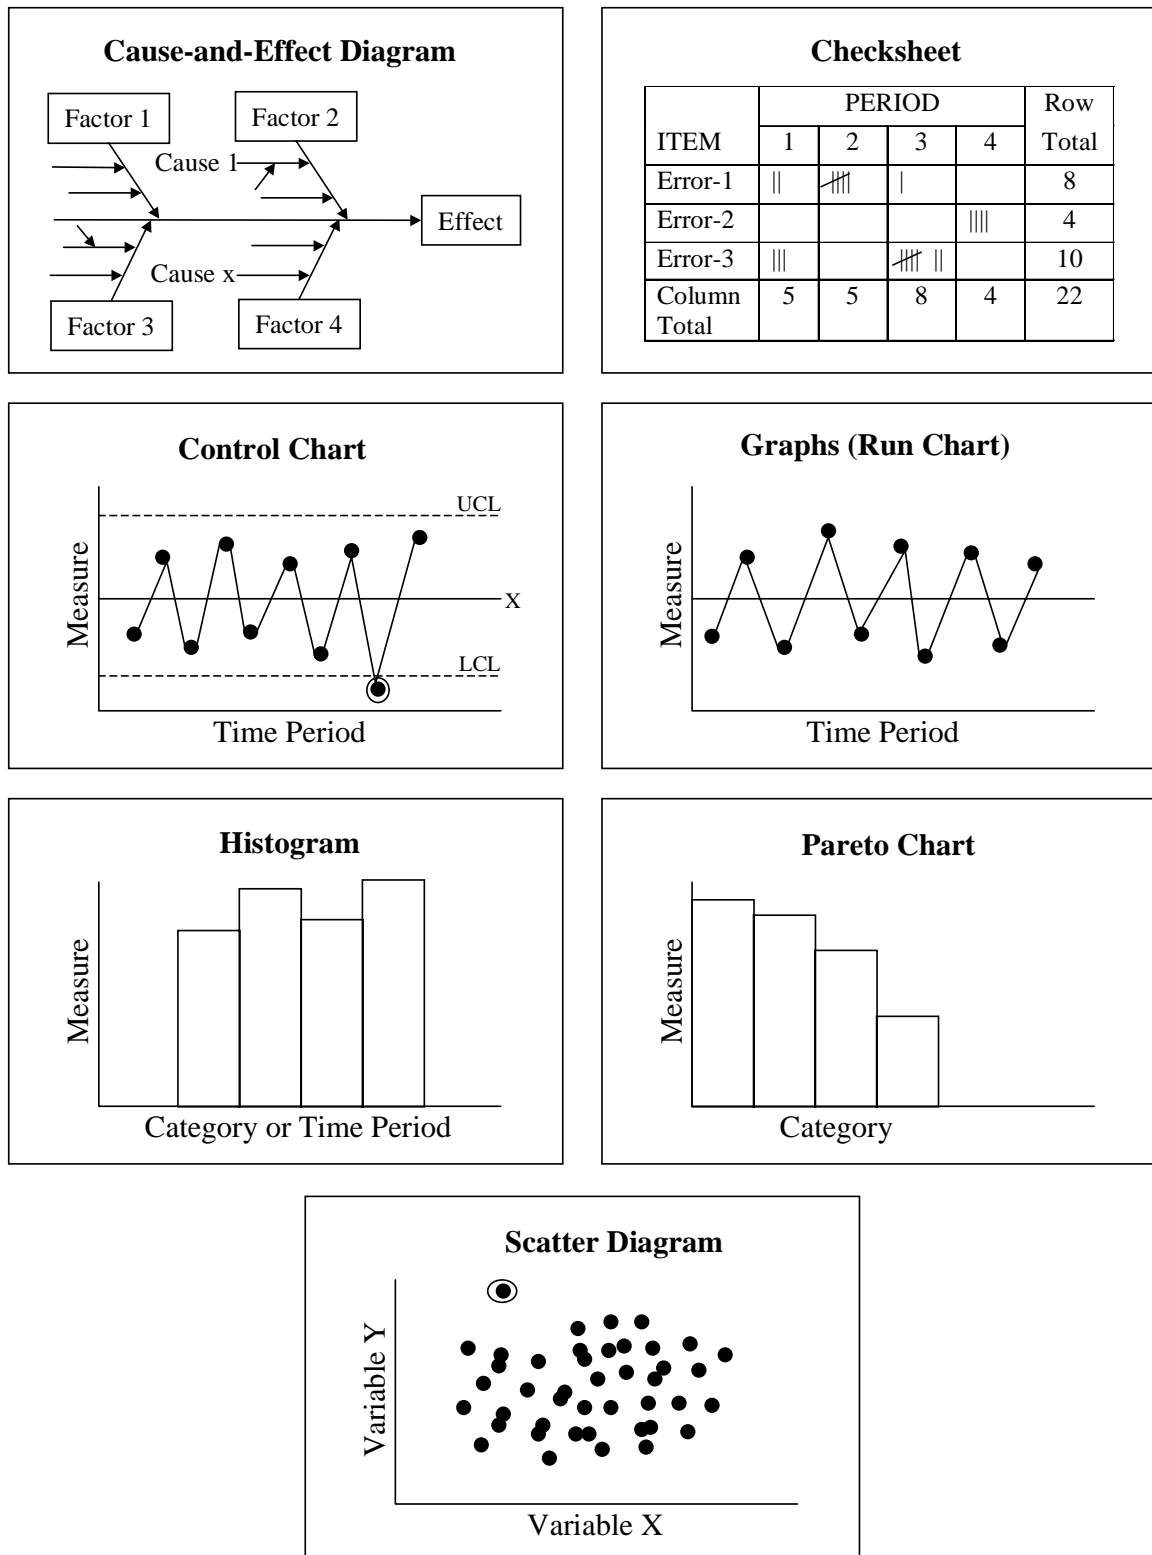 Cause-and-Effect Diagram
Factor 1
Factor 2
Cause 1
Effect
Cause x
Factor 3
Factor 4
Checksheet
PERIOD Row
ITEM 1 2 3 4 Total
Error-1 8
Error-2 4
Error-3 10
Column 5 5 8 4 22
Total
Control Chart
UCL
Measure
X
LCL
Time Period
Graphs (Run Chart)
Measure
Time Period
Histogram
Measure
Category or Time Period
Pareto Chart
Measure
Category
Scatter Diagram
Variable Y
Variable X